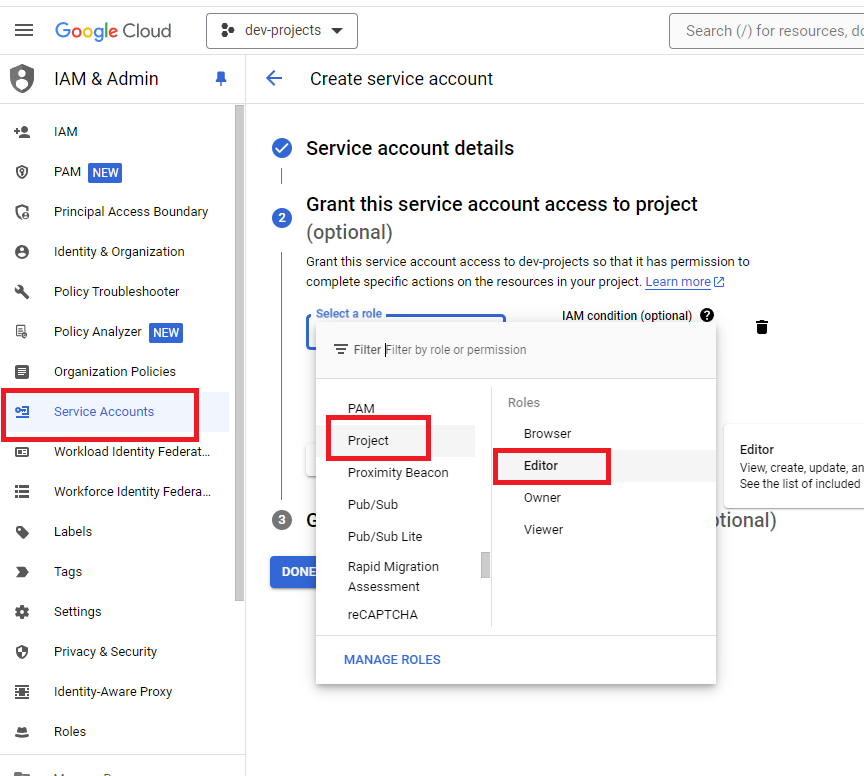 Google Cloud
dev-projects
Search (/) for resources,
IAM & Admin
Create service account
IAM
PAM NEW
Principal Access Boundary
Identity & Organization
Policy Troubleshooter
Policy Analyzer NEW
Organization Policies
Service Accounts
Workload Identity Federat...
Workforce Identity Federa...
Labels
Tags
Settings
Privacy & Security
Identity-Aware Proxy
Roles
Service account details
2
Grant this service account access to project
(optional)
Grant this service account access to dev-projects so that it has permission to
complete specific actions on the resources in your project. Learn more
Select a role
IAM condition (optional)
Filter Filter by role or permission
PAM
Project
Proximity Beacon
Pub/Sub
Pub/Sub Lite
Rapid Migration
Assessment
reCAPTCHA
Roles
Browser
Editor
Owner
Viewer
MANAGE ROLES
Editor
View, create, update,
See the list of included
3
DONE